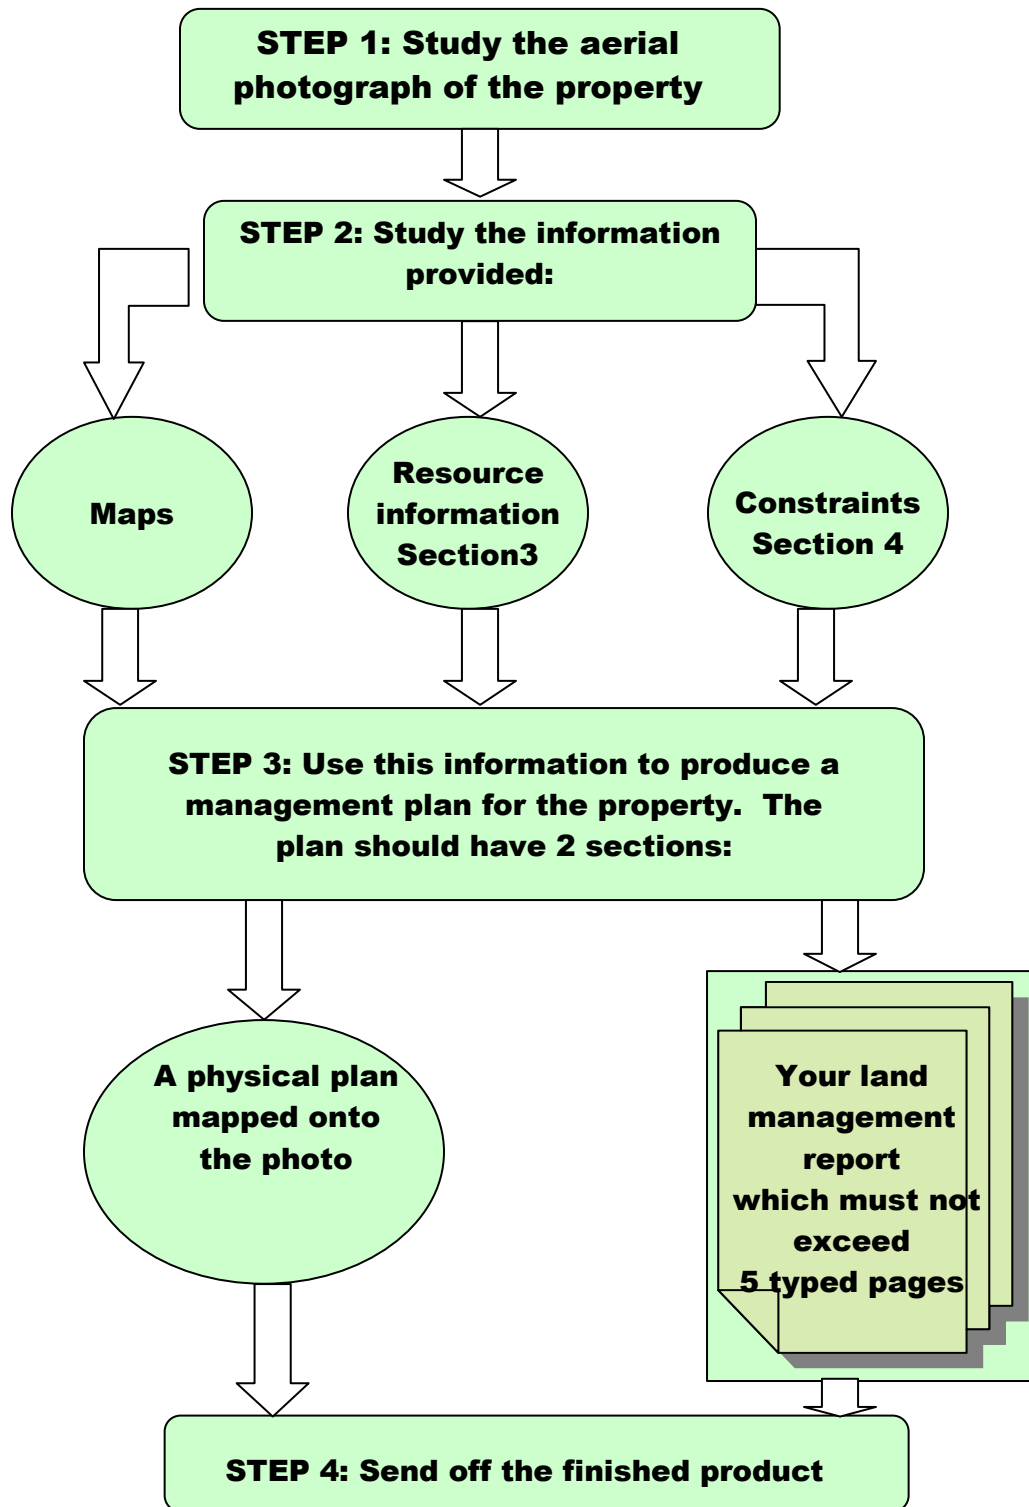 STEP 1: Study the aerial
photograph of the property
STEP 2: Study the information
provided:
Maps
Resource
information
Section3
Constraints
Section 4
STEP 3: Use this information to produce a
management plan for the property. The
plan should have 2 sections:
A physical plan
mapped onto
the photo
Your land
management
report
which must not
exceed
5 typed pages
STEP 4: Send off the finished product